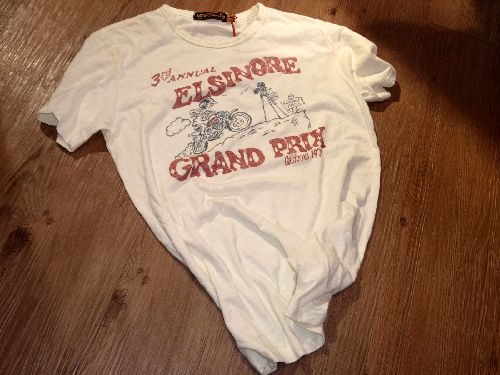 3rd ANNUAL
ELSINORE
GRAND PRIX